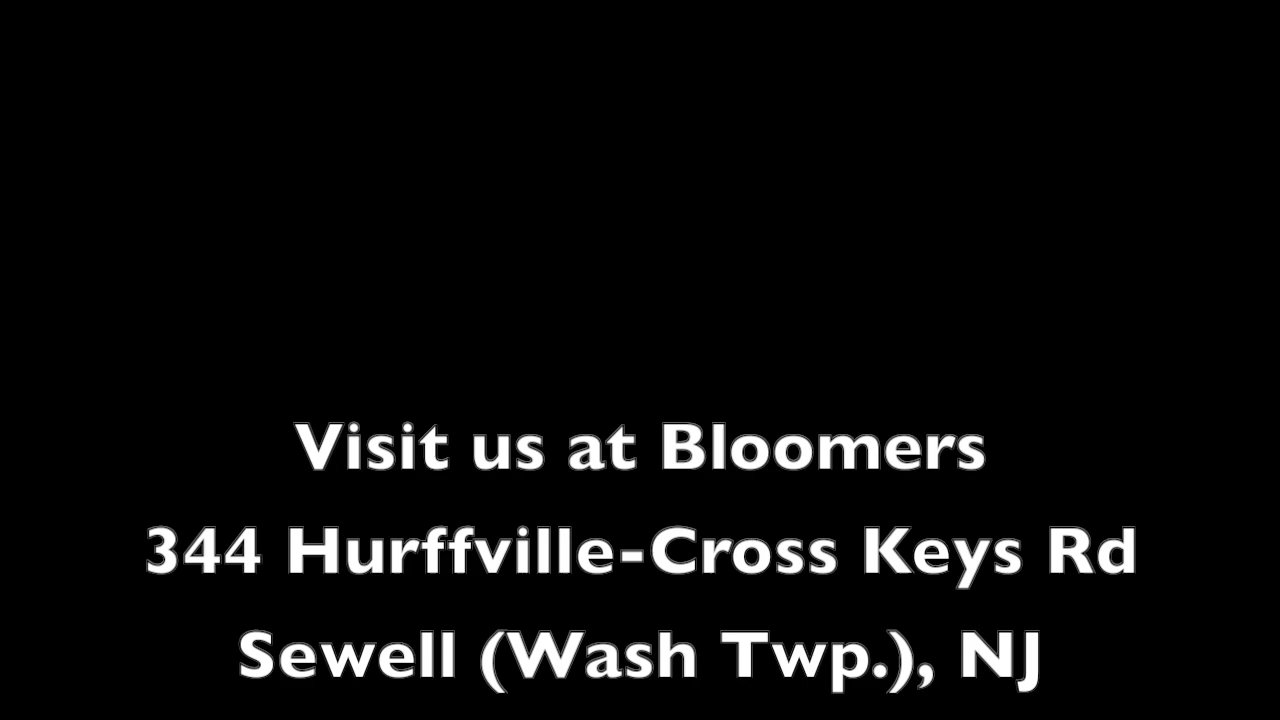 Visit us at Bloomers
344 Hurffville-Cross Keys Rd
Sewell (Wash Twp.), NJ